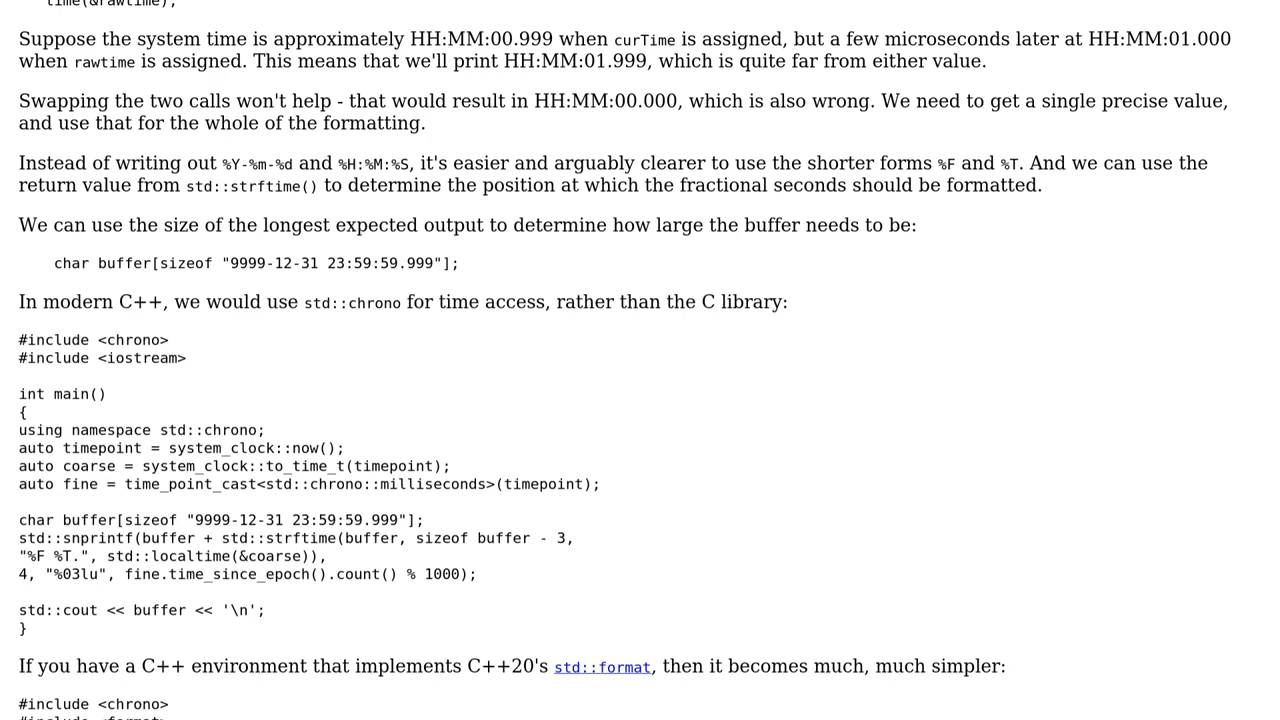 time(&rawtime);
Suppose the system time is approximately HH:MM:00.999 when curTime is assigned, but a few microseconds later at HH:MM:01.000
when rawtime is assigned. This means that we'll print HH:MM:01.999, which is quite far from either value.
Swapping the two calls won't help - that would result in HH:MM:00.000, which is also wrong. We need to get a single precise value,
and use that for the whole of the formatting.
Instead of writing out %Y-%m-%d and %H:%M:%S, it's easier and arguably clearer to use the shorter forms %F and %T. And we can use the
return value from std::strftime() to determine the position at which the fractional seconds should be formatted.
We can use the size of the longest expected output to determine how large the buffer needs to be:
char buffer[sizeof "9999-12-31 23:59:59.999"];
In modern C++, we would use std::chrono for time access, rather than the C library:
#include <chrono>
#include <iostream>
int main()
{
using namespace std::chrono;
auto timepoint = system_clock::now();
auto coarse = system_clock::to_time_t(timepoint);
auto fine = time_point_cast<std::chrono::milliseconds>(timepoint);
char buffer[sizeof "9999-12-31 23:59:59.999"];
std::snprintf(buffer + std::strftime(buffer, sizeof buffer - 3,
"%F %T.", std::localtime(&coarse)),
4, "%03lu", fine.time_since_epoch().count() % 1000);
std::cout << buffer << '\n';
}
If you have a C++ environment that implements C++20's std::format, then it becomes much, much simpler:
#include <chrono>
#include <format>